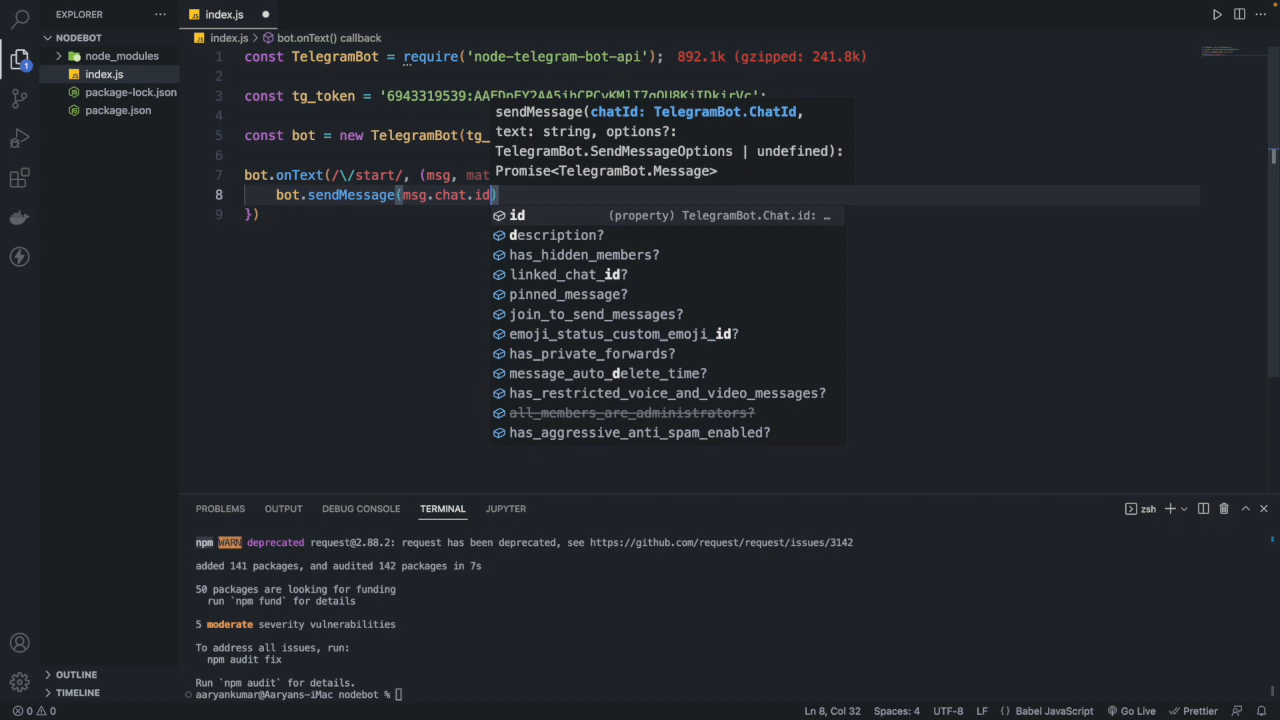 EXPLORER
index.js
NODEBOT
node_modules
index.js
package-lock.json
package.json
OUTLINE
TIMELINE
1
index.js > bot.onText() callback
1 const TelegramBot = require('node-telegram-bot-api'); 892.1k (gzipped: 241.8k)
2
3 const tg_token =
4
5 const bot = new TelegramBot(tg_
6
7 bot.onText(/\/start/, (msg, mat
8 bot.sendMessage(msg.chat.id)
9 })
sendMessage(chatId: TelegramBot.ChatId,
text: string, options?:
TelegramBot.SendMessageOptions | undefined):
Promise<TelegramBot.Message>
id (property) TelegramBot.Chat.id: …
description?
has_hidden_members?
linked_chat_id?
pinned_message?
join_to_send_messages?
emoji_status_custom_emoji_id?
has_private_forwards?
message_auto_delete_time?
has_restricted_voice_and_video_messages?
all_members_are_administrators?
has_aggressive_anti_spam_enabled?
PROBLEMS OUTPUT DEBUG CONSOLE TERMINAL JUPYTER
zsh
npm WARN deprecated request@2.88.2: request has been deprecated, see https://github.com/request/request/issues/3142
added 141 packages, and audited 142 packages in 7s
50 packages are looking for funding
run `npm fund` for details
5 moderate severity vulnerabilities
To address all issues, run:
npm audit fix
Run `npm audit` for details.
aaryankumar@Aaryans-iMac nodebot %
0 0
Ln 8, Col 32 Spaces: 4 UTF-8 LF {} Babel JavaScript Go Live Prettier